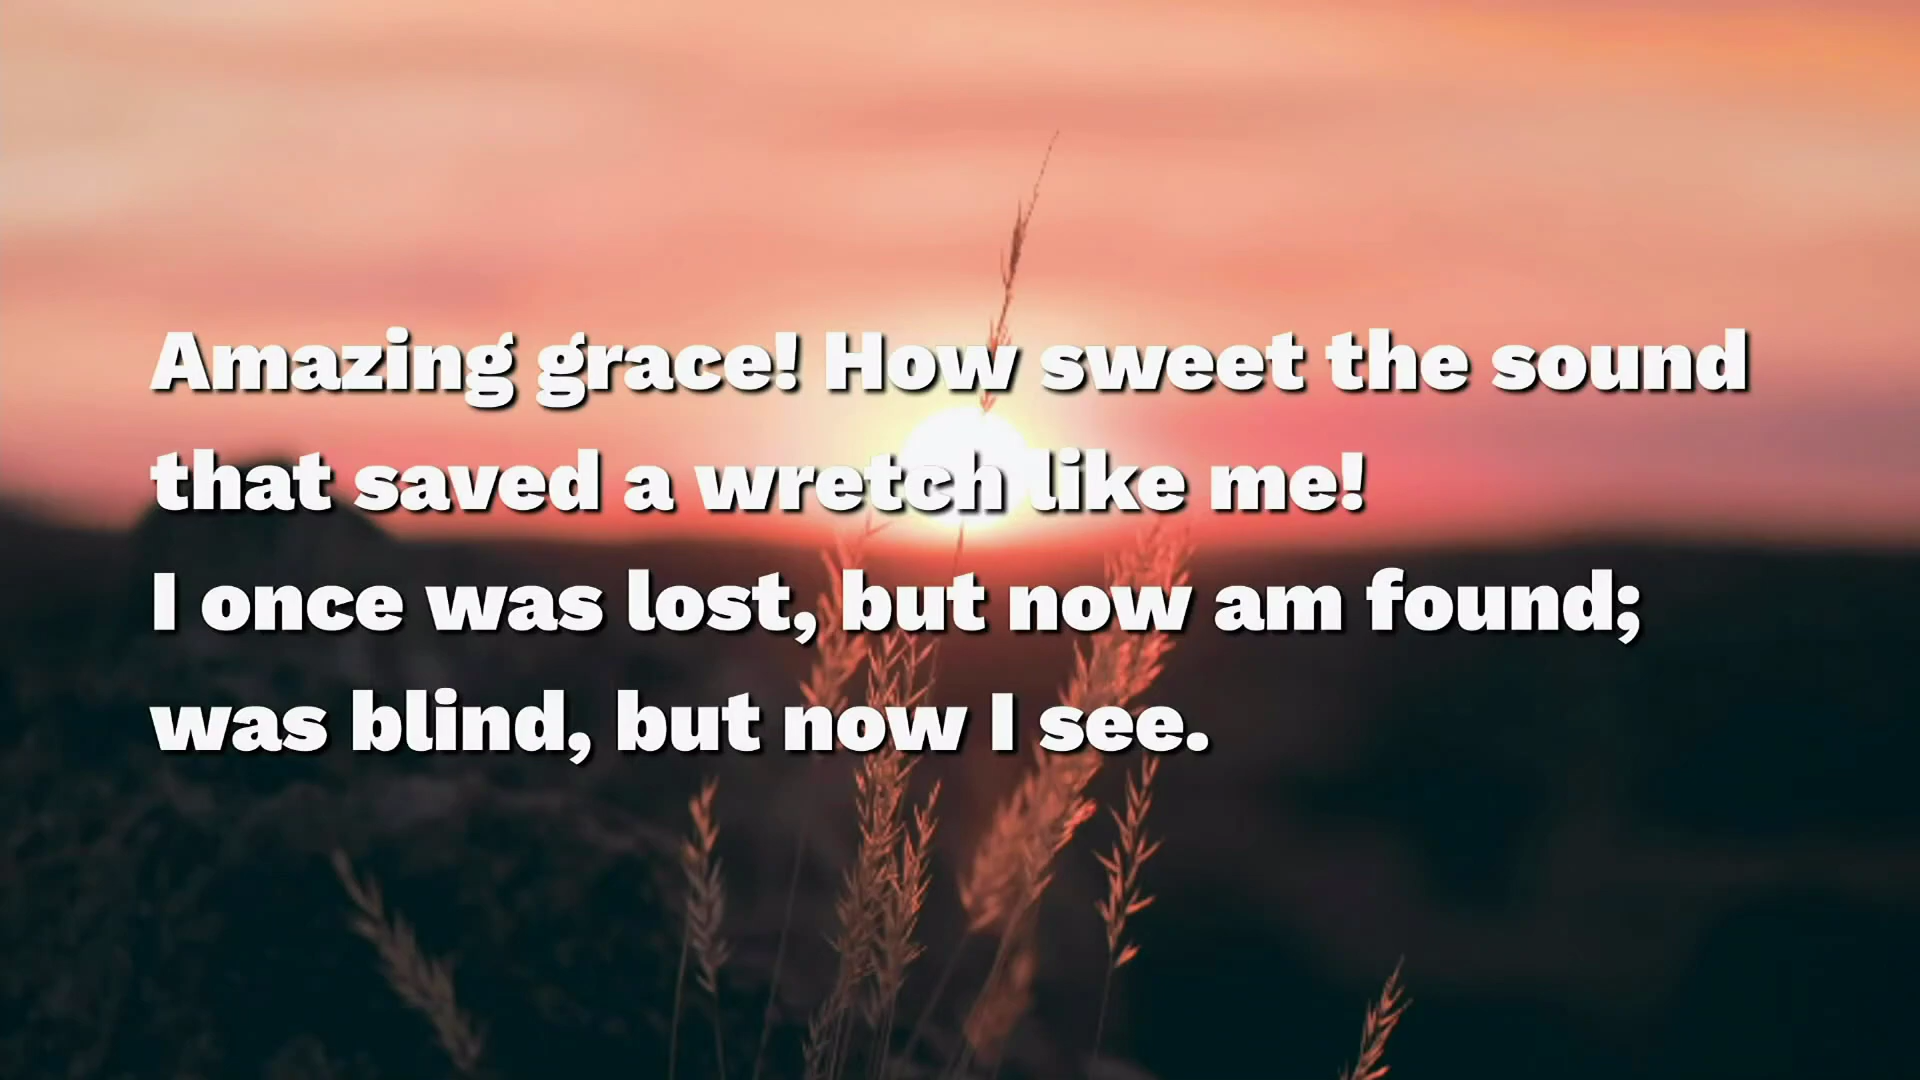 Amazing grace! How sweet the sound
that saved a wretch like me!
I once was lost, but now am found;
was blind, but now I see.